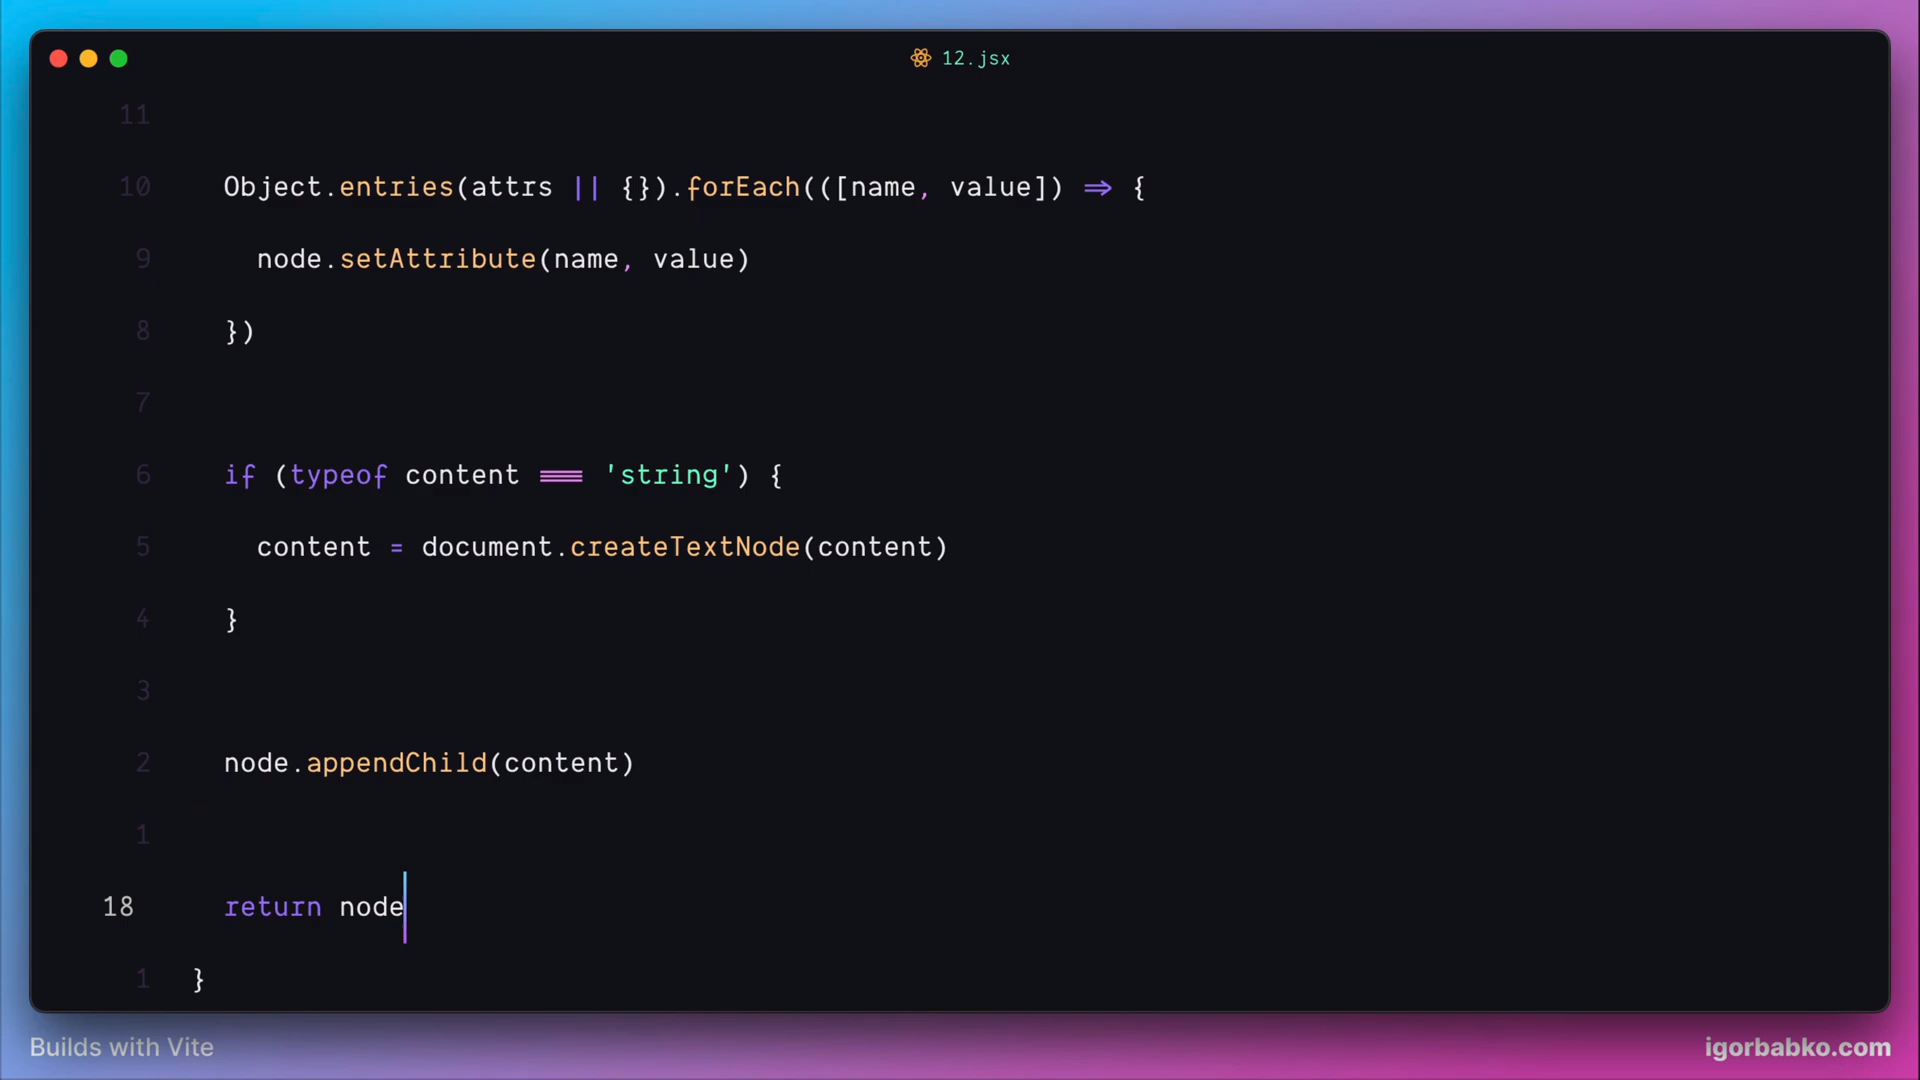 12.jsx
11
10 Object.entries(attrs || {}).forEach(([name, value]) => {
9 node.setAttribute(name, value)
8 })
7
6 if (typeof content === 'string') {
5 content = document.createTextNode(content)
4 }
3
2 node.appendChild(content)
1
18 return node
1 }
Builds with Vite
igorbabko.com